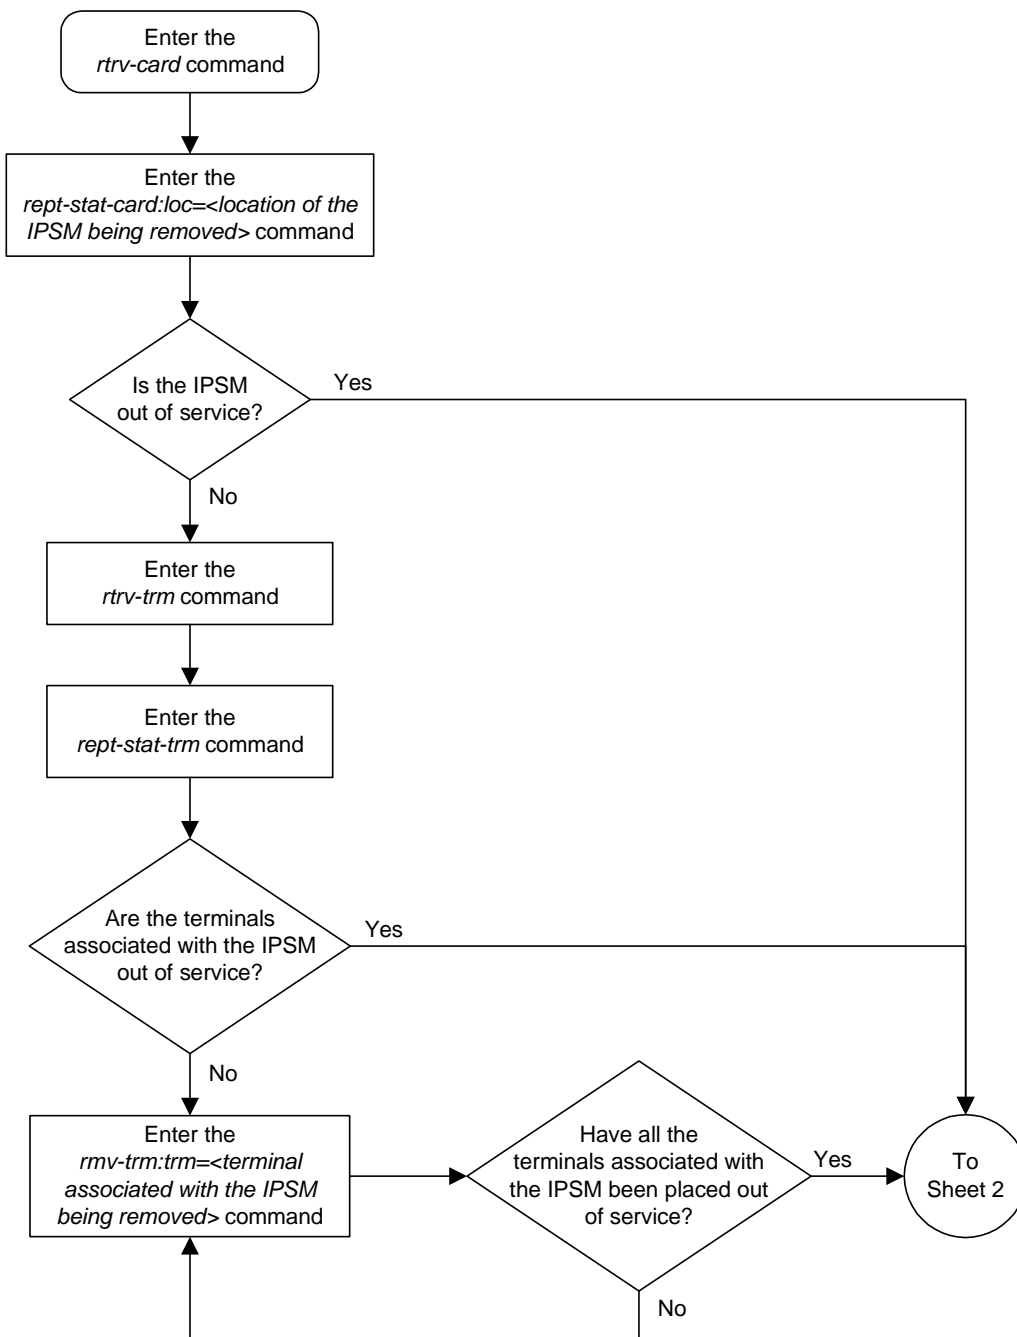 Enter the
rtrv-card command
Enter the
rept-stat-card:loc=<location of the
IPSM being removed> command
Is the IPSM
out of service?
Yes
No
Enter the
rtrv-trm command
Enter the
rept-stat-trm command
Are the terminals
associated with the IPSM
out of service?
Yes
No
Enter the
rmv-trm:trm=<terminal
associated with the IPSM
being removed> command
Have all the
terminals associated with
the IPSM been placed out
of service?
Yes
To
Sheet 2
No